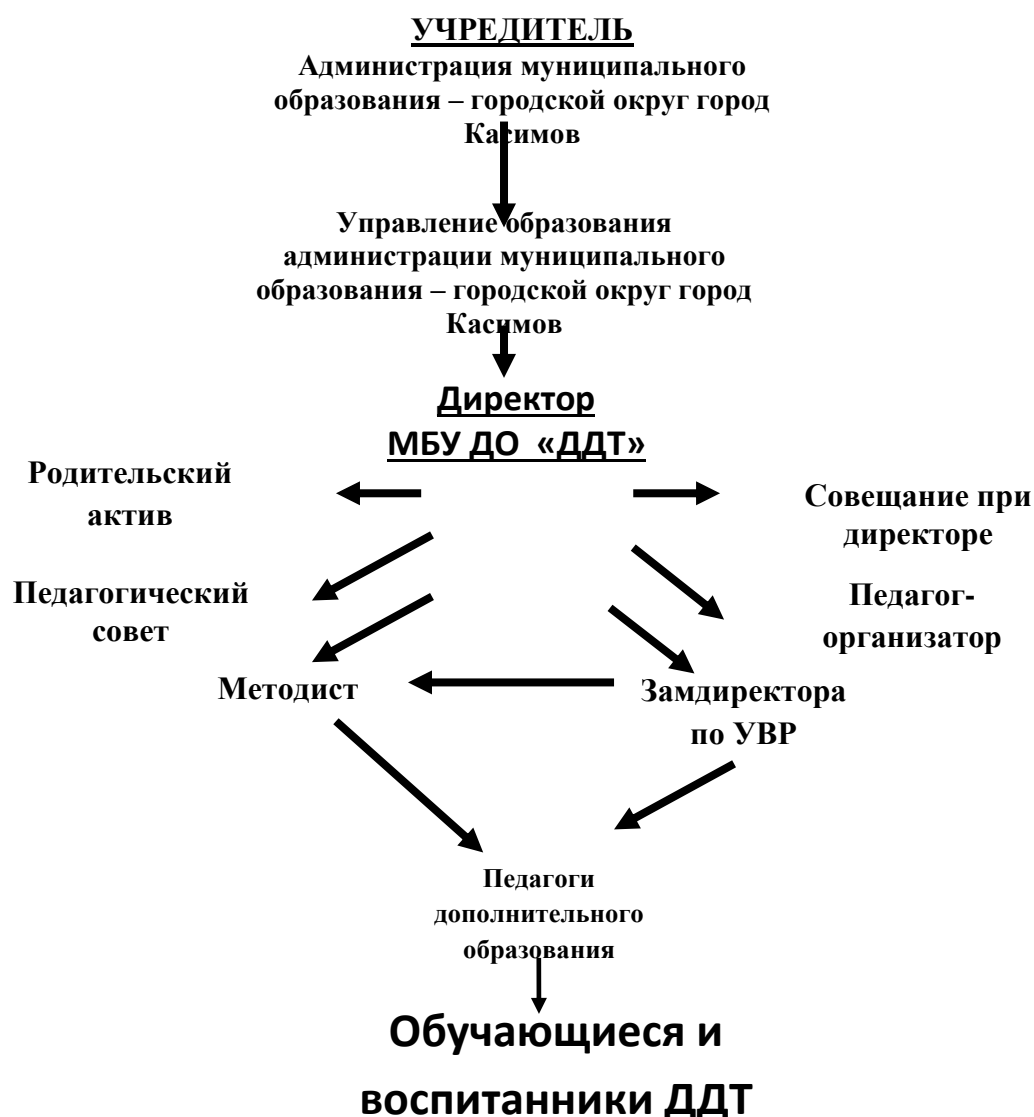 УЧРЕДИТЕЛЬ
Администрация муниципального
образования – городской округ город
Касимов
Управление образования
администрации муниципального
образования – городской округ город
Касимов
Директор
МБУ ДО «ДДТ»
Родительский
актив
Совещание при
директоре
Педагогический
совет
Педагог-
организатор
Методист
Замдиректора
по УВР
Педагоги
дополнительного
образования
Обучающиеся и
воспитанники ДДТ